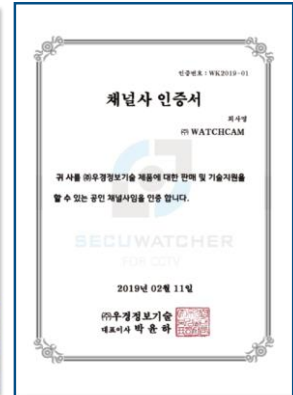 인증번호 : WK2019-01
채널사 인증서
회사명
㈜ WATCHCAM
귀 사를 ㈜우경정보기술 제품에 대한 판매 및 기술지원을
할 수 있는 공인 채널사임을 인증 합니다.
SECUWATCHER
FOR CCTV
2019년 02월 11일
㈜우경정보기술
대표이사 박 윤 하